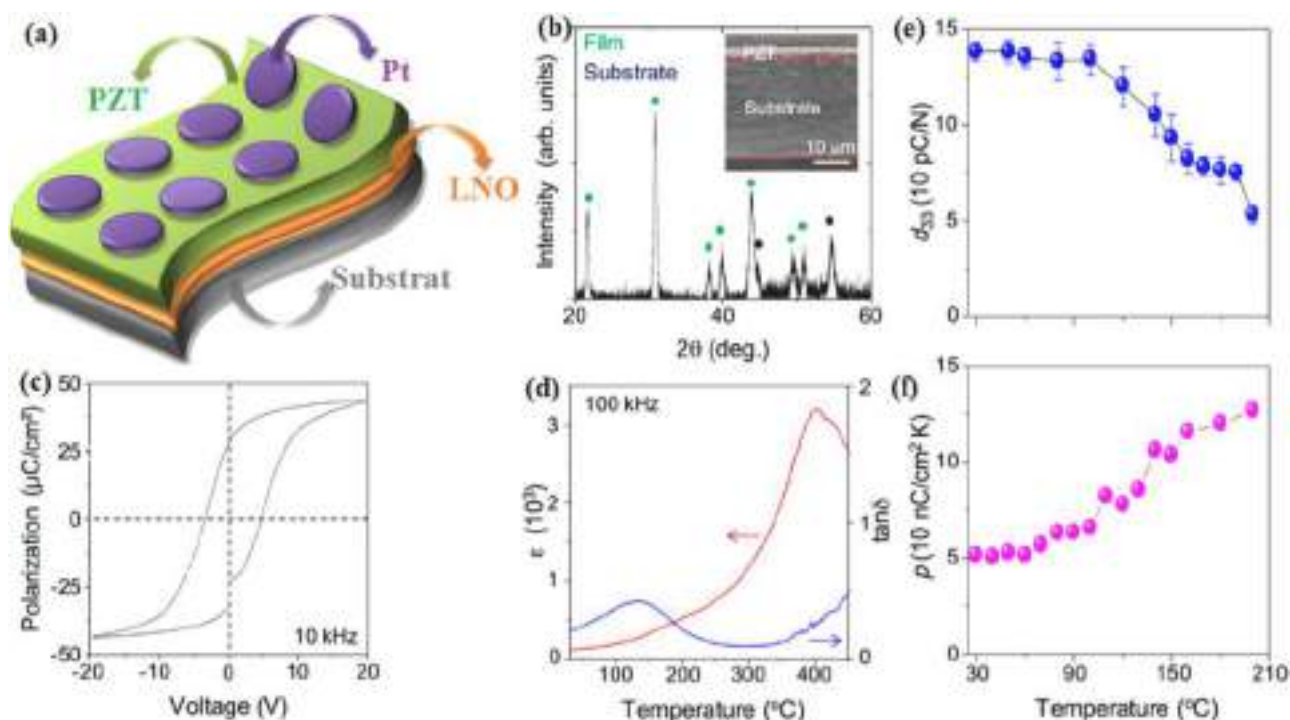 (a)
PZT
Pt
LNO
Substrat
(b)
Film
Substrate
PZT
Substrate
10 μm
Intensity (arb. units)
20 40 60
2θ (deg.)
(c)
50
25
0
-25
-50
Polarization (μC/cm²)
10 kHz
-20 -10 0 10 20
Voltage (V)
(d)
100 kHz
3
2
1
0
ε (10³)
2
1
0
tanδ
100 200 300 400
Temperature (ºC)
(e)
15
10
5
0
d₃₃ (10 pC/N)
(f)
15
10
5
0
p (10 nC/cm² K)
30 90 150 210
Temperature (ºC)